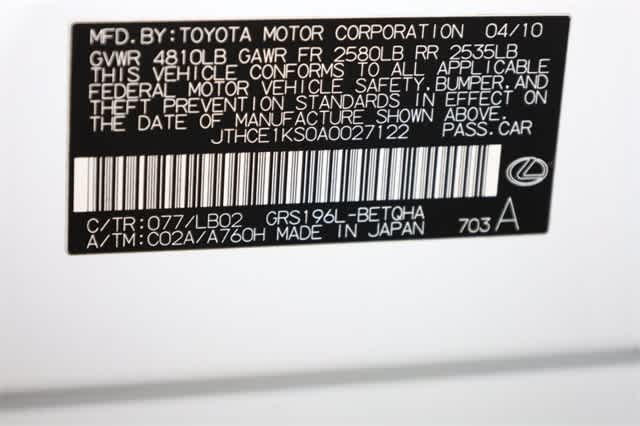 MFD.BY:TOYOTA MOTOR CORPORATION 04/10
GVWR 4810LB GAWR FR 2580LB RR 2535LB
THIS VEHICLE CONFORMS TO ALL APPLICABLE
FEDERAL MOTOR VEHICLE SAFETY,BUMPER,AND
THEFT PREVENTION STANDARDS IN EFFECT ON
THE DATE OF MANUFACTURE SHOWN ABOVE.
JTHCE1KS0A0027122 PASS.CAR
C/TR:077/LB02 GRS196L-BETQHA
A/TM:C02A/A760H MADE IN JAPAN 703 A